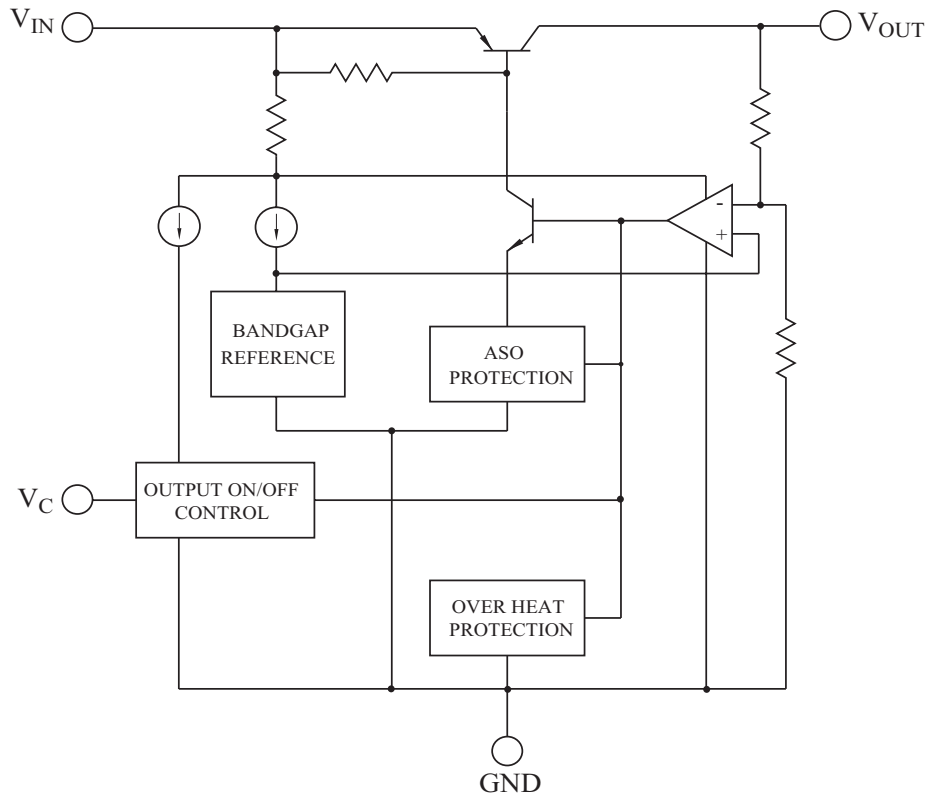 VIN
VOUT
-
+
BANDGAP
REFERENCE
ASO
PROTECTION
VC
OUTPUT ON/OFF
CONTROL
OVER HEAT
PROTECTION
GND